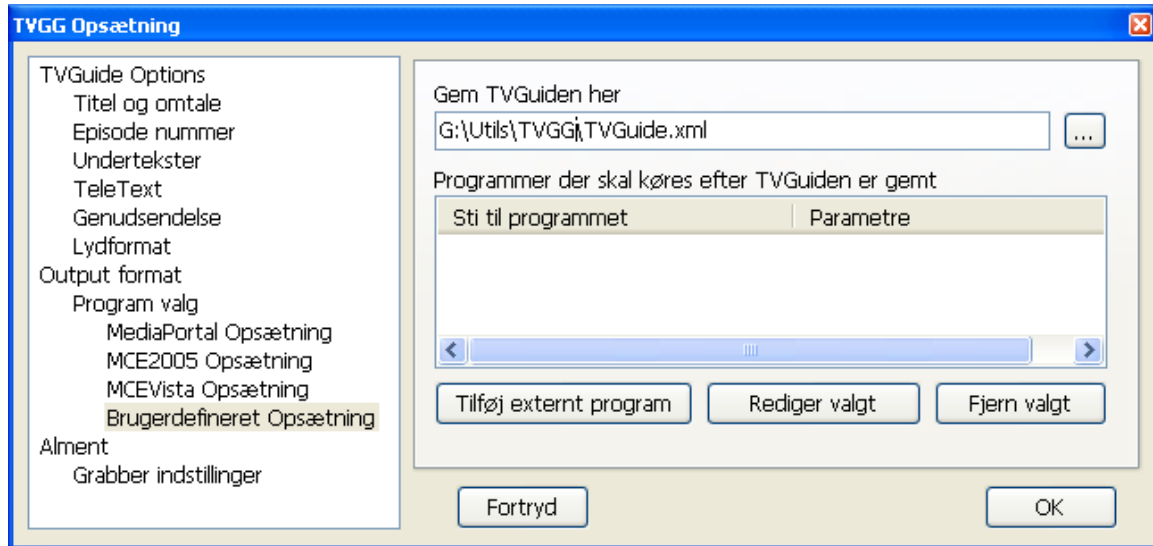 TVGG Opsætning
TVGuide Options
Titel og omtale
Episode nummer
Undertekster
TeleText
Genudsendelse
Lydformat
Output format
Program valg
MediaPortal Opsætning
MCE2005 Opsætning
MCEVista Opsætning
Brugerdefineret Opsætning
Alment
Grabber indstillinger
Gem TVGuiden her
G:\Utils\TVGG\TVGuide.xml
...
Programmer der skal køres efter TVGuiden er gemt
Sti til programmet Parametre
Tilføj externt program Rediger valgt Fjern valgt
Fortryd OK